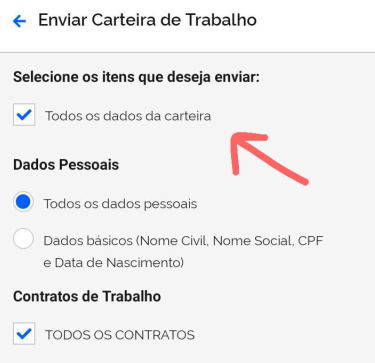 Enviar Carteira de Trabalho
Selecione os itens que deseja enviar:
Todos os dados da carteira
Dados Pessoais
Todos os dados pessoais
Dados básicos (Nome Civil, Nome Social, CPF
e Data de Nascimento)
Contratos de Trabalho
TODOS OS CONTRATOS